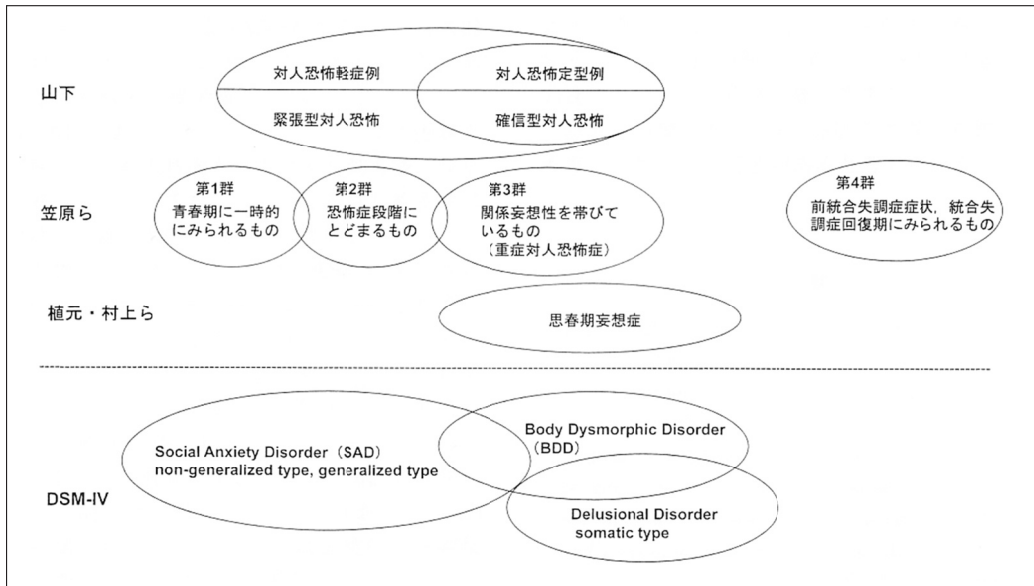 山下
対人恐怖軽症例
対人恐怖定型例
緊張型対人恐怖
確信型対人恐怖
笠原ら
第1群
青春期に一時的
にみられるもの
第2群
恐怖症段階に
とどまるもの
第3群
関係妄想性を帯びて
いるもの
（重症対人恐怖症）
第4群
前統合失調症症状，統合失
調症回復期にみられるもの
植元・村上ら
思春期妄想症
DSM-IV
Social Anxiety Disorder（SAD）
non-generalized type, generalized type
Body Dysmorphic Disorder
（BDD）
Delusional Disorder
somatic type